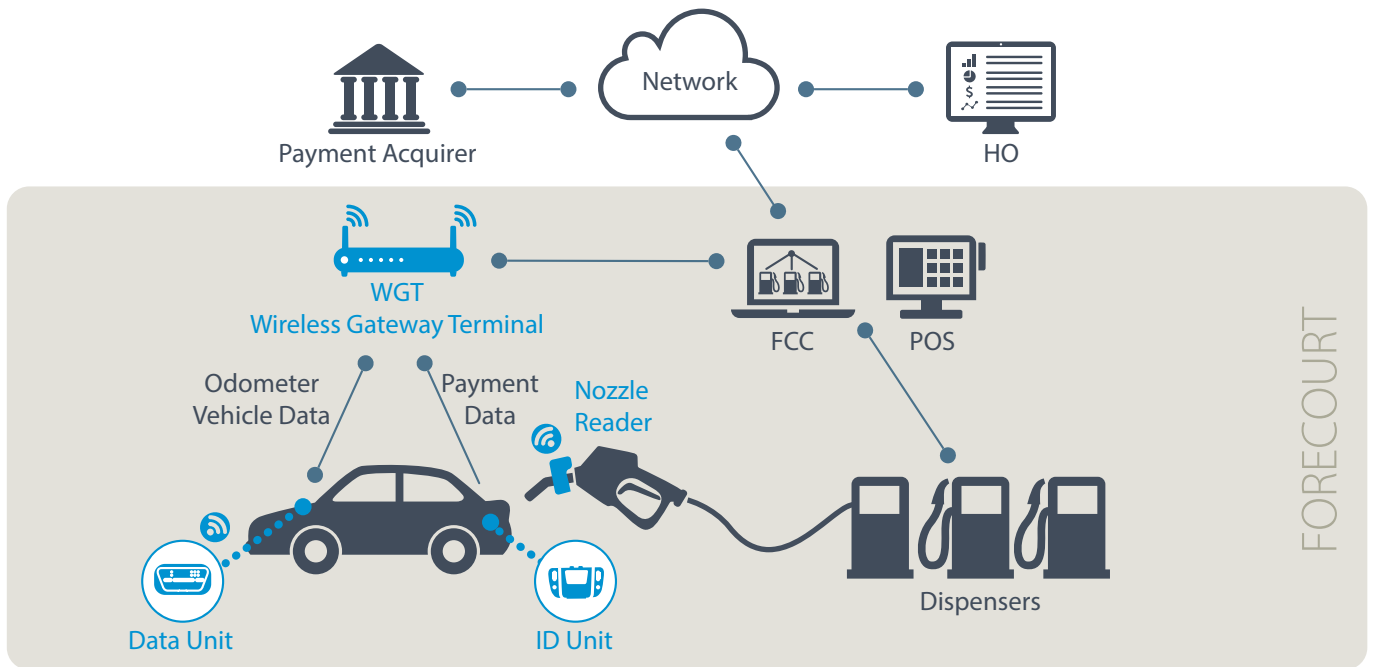 Network
Payment Acquirer
HO
$
WGT
Wireless Gateway Terminal
FCC
POS
Odometer
Vehicle Data
Payment
Data
Nozzle
Reader
FORECOURT
Dispensers
Data Unit
ID Unit